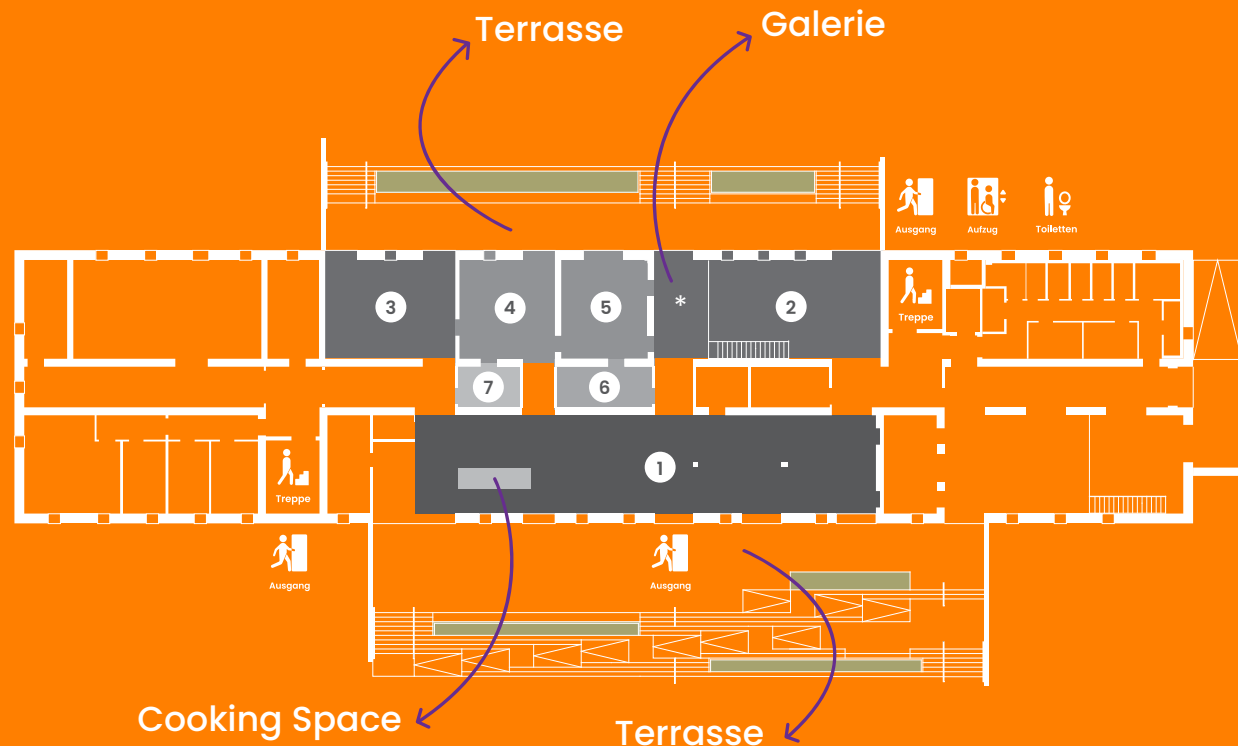 Terrasse
Galerie
Ausgang
Aufzug
Toiletten
3
4
5
*
2
Treppe
7
6
1
Treppe
Ausgang
Ausgang
Cooking Space
Terrasse